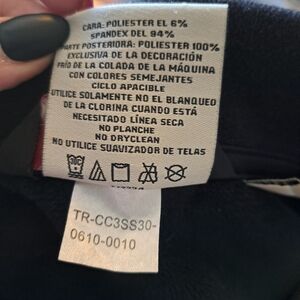 CARA: POLIESTER EL 6%
SPANDEX DEL 94%
PARTE POSTERIORA: POLIESTER 100%
EXCLUSIVA DE LA DECORACIÓN
FRÍO DE LA COLADA DE LA MÁQUINA
CON COLORES SEMEJANTES
CICLO APACIBLE
UTILICE SOLAMENTE NO EL BLANQUEO
DE LA CLORINA CUANDO ESTÁ
NECESITADO LÍNEA SECA
NO PLANCHE
NO DRYCLEAN
NO USE SUAVIZADOR DE TELAS
TR-CC3SS30-
0610-0010